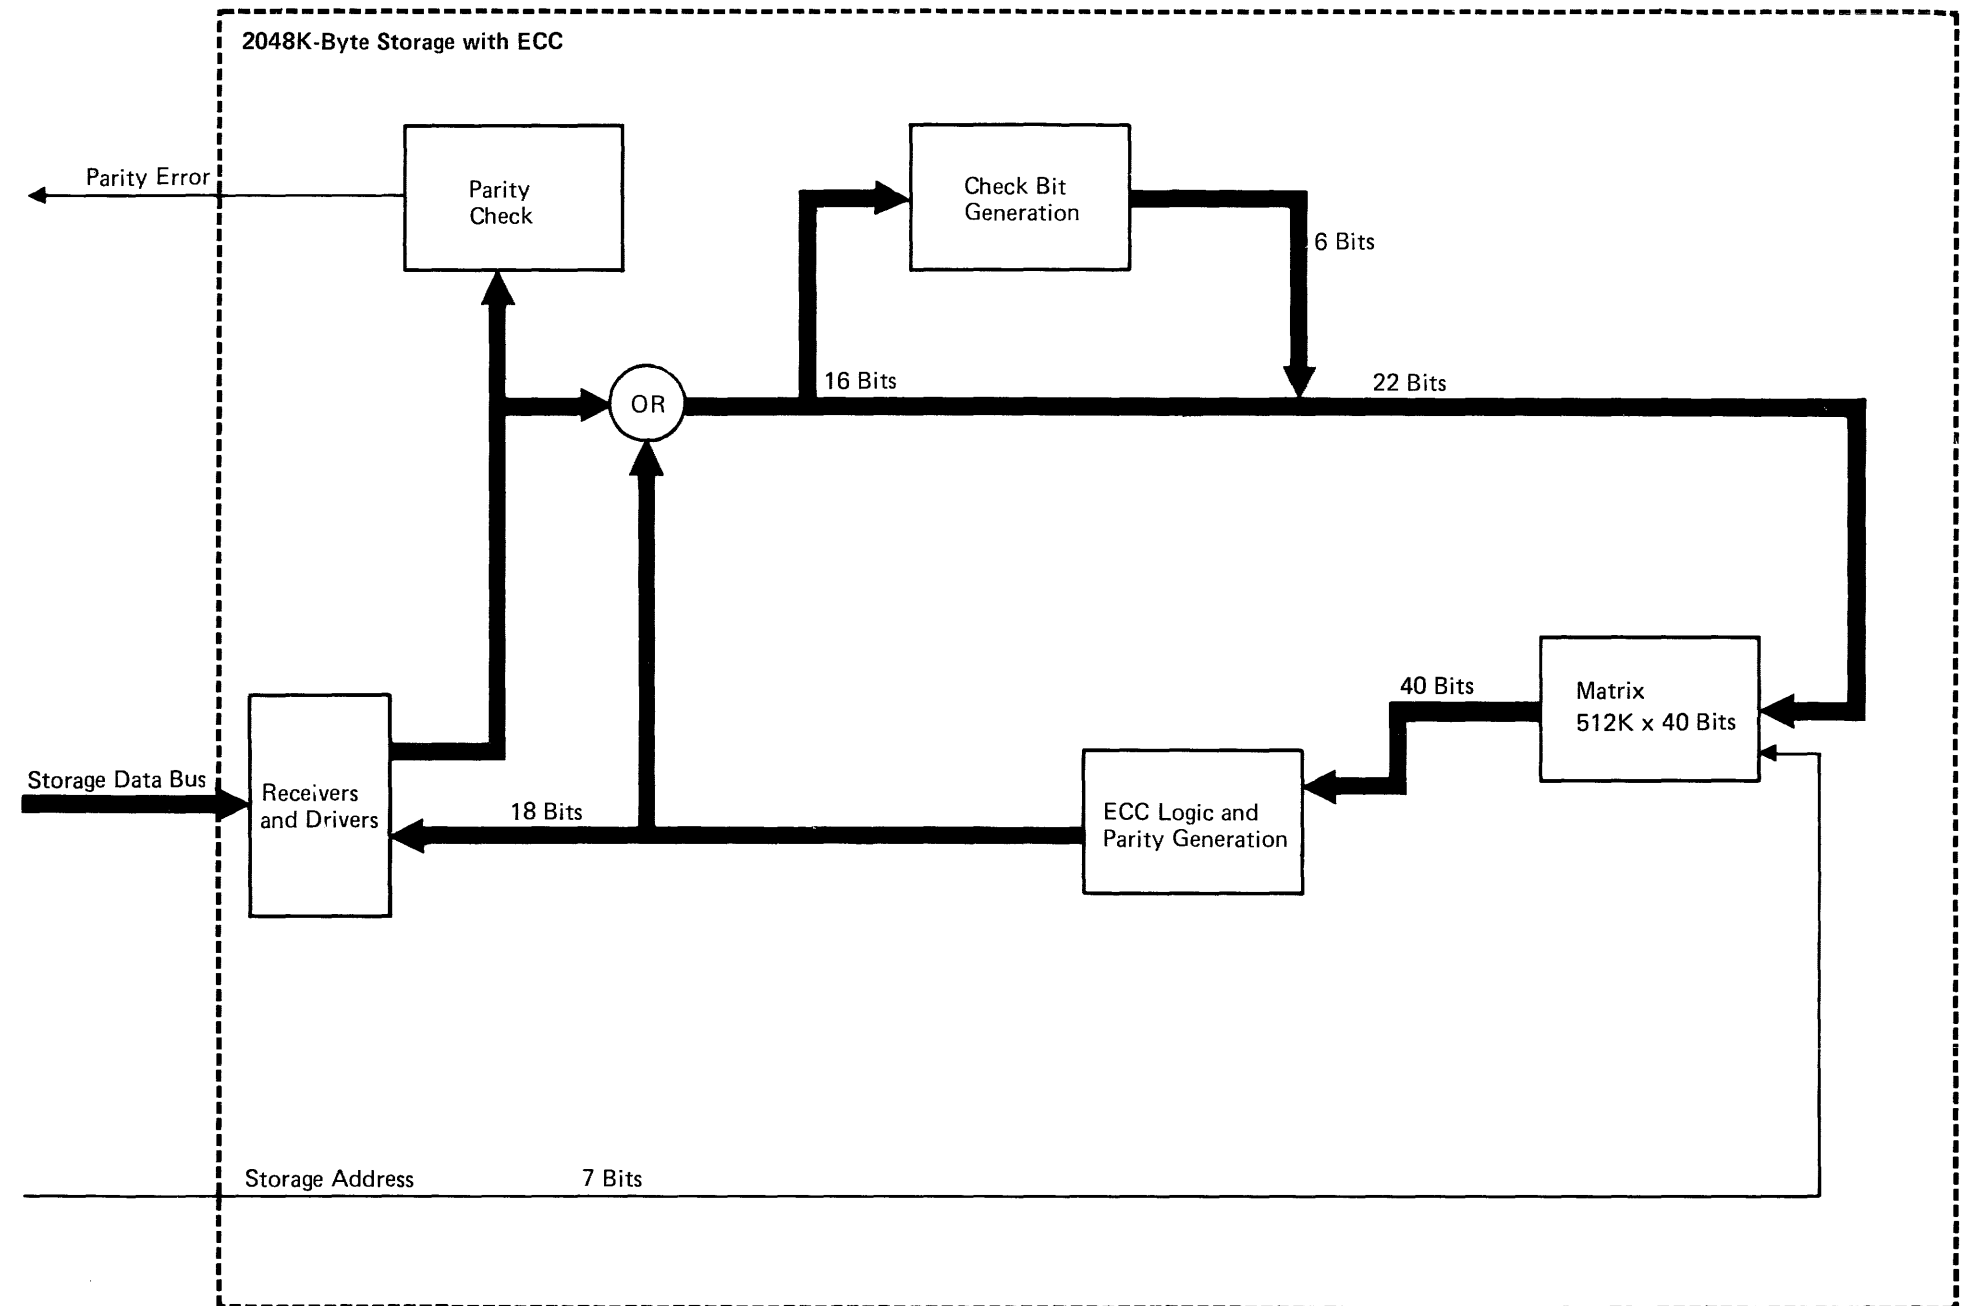 2048K-Byte Storage with ECC
Parity Error
Parity
Check
Check Bit
Generation
6 Bits
OR
16 Bits
22 Bits
40 Bits
Matrix
512K x 40 Bits
Storage Data Bus
Receivers
and Drivers
18 Bits
ECC Logic and
Parity Generation
Storage Address
7 Bits